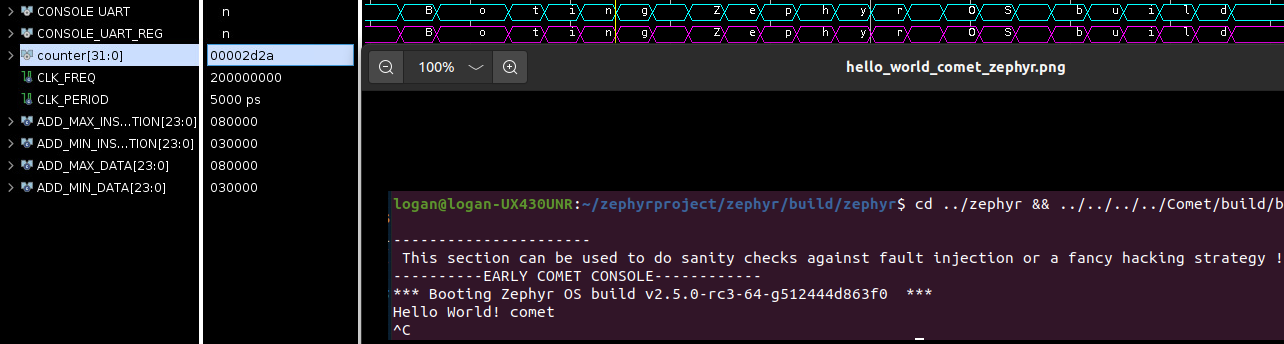 CONSOLE UART n
CONSOLE_UART_REG n
counter[31:0] 00002d2a
CLK_FREQ 200000000
CLK_PERIOD 5000 ps
ADD_MAX_INS...TION[23:0] 080000
ADD_MIN_INS...TION[23:0] 030000
ADD_MAX_DATA[23:0] 080000
ADD_MIN_DATA[23:0] 030000
B o t i n g Z e p h y r O S b u i l d
B o t i n g Z e p h y r O S b u i l d
100% hello_world_comet_zephyr.png
logan@logan-UX430UNR:~/zephyrproject/zephyr/build/zephyr$ cd ../zephyr && ../../../../Comet/build/b
----------------------
This section can be used to do sanity checks against fault injection or a fancy hacking strategy !
----------EARLY COMET CONSOLE------------
*** Booting Zephyr OS build v2.5.0-rc3-64-g512444d863f0  ***
Hello World! comet
^C